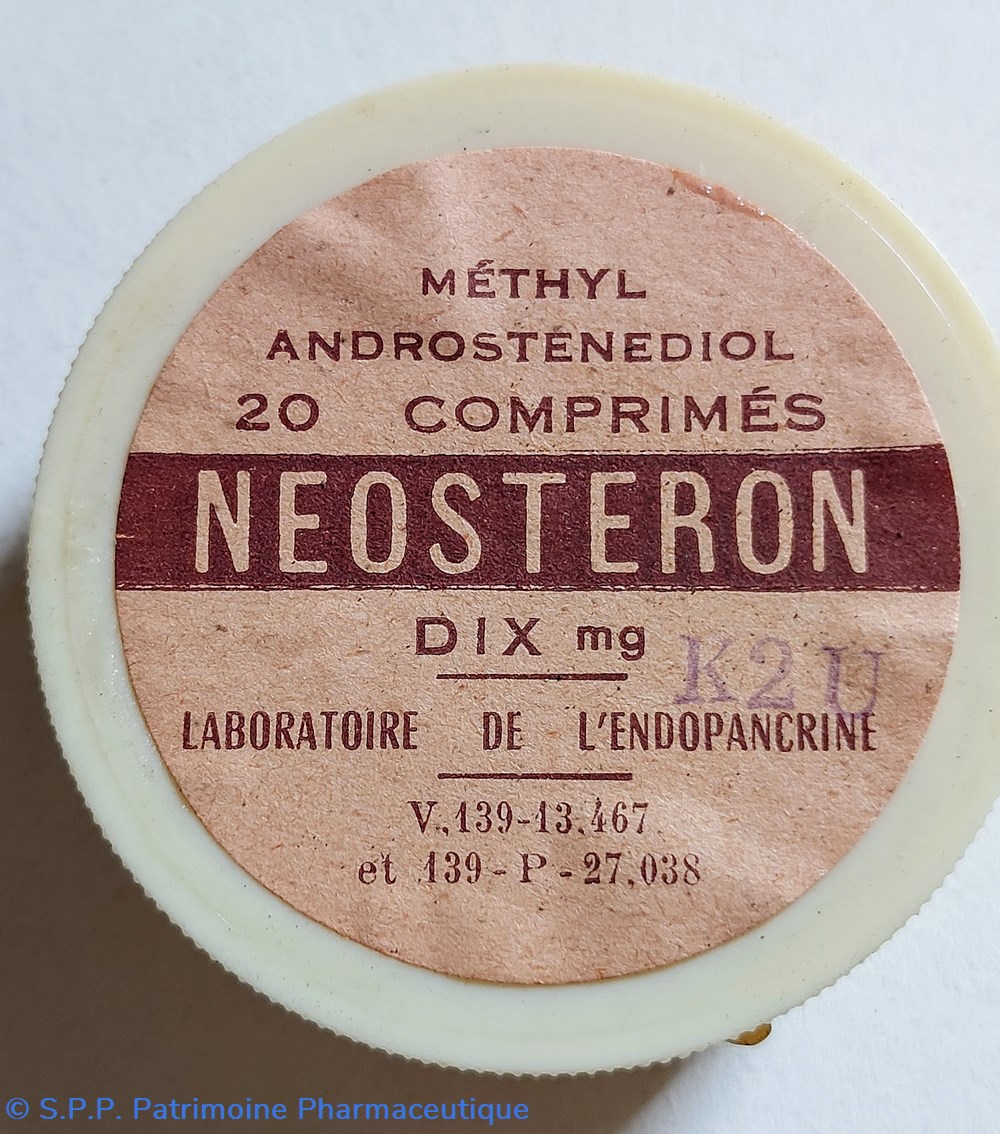 MÉTHYL
ANDROSTÉNEDIOL
20 COMPRIMÉS
NEOSTERON
DIX mg
K2U
LABORATOIRE DE L'ENDOPANCRINE
V.139-13.467
et 139-P-27.038
© S.P.P. Patrimoine Pharmaceutique